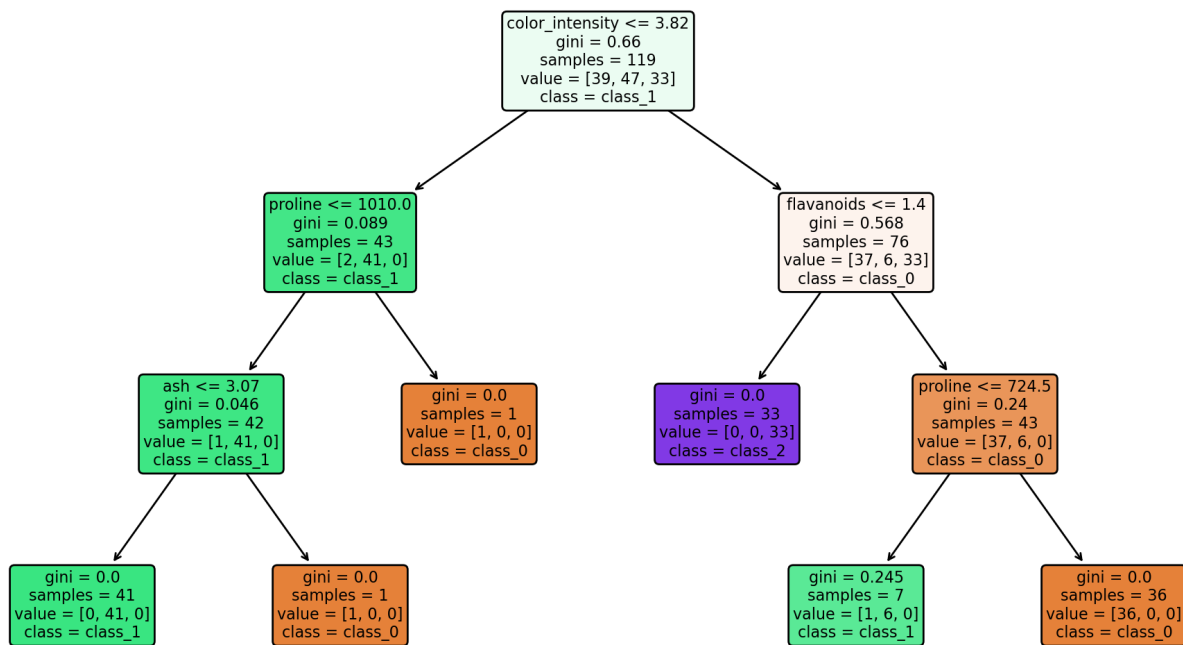 color_intensity <= 3.82
gini = 0.66
samples = 119
value = [39, 47, 33]
class = class_1
proline <= 1010.0
gini = 0.089
samples = 43
value = [2, 41, 0]
class = class_1
flavanoids <= 1.4
gini = 0.568
samples = 76
value = [37, 6, 33]
class = class_0
ash <= 3.07
gini = 0.046
samples = 42
value = [1, 41, 0]
class = class_1
gini = 0.0
samples = 1
value = [1, 0, 0]
class = class_0
gini = 0.0
samples = 33
value = [0, 0, 33]
class = class_2
proline <= 724.5
gini = 0.24
samples = 43
value = [37, 6, 0]
class = class_0
gini = 0.0
samples = 41
value = [0, 41, 0]
class = class_1
gini = 0.0
samples = 1
value = [1, 0, 0]
class = class_0
gini = 0.245
samples = 7
value = [1, 6, 0]
class = class_1
gini = 0.0
samples = 36
value = [36, 0, 0]
class = class_0